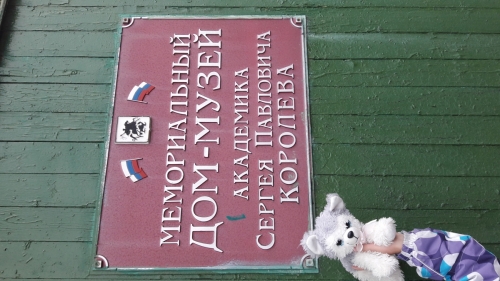 МЕМОРИАЛЬНЫЙ
ДОМ-МУЗЕЙ
АКАДЕМИКА
СЕРГЕЯ ПАВЛОВИЧА
КОРОЛЕВА